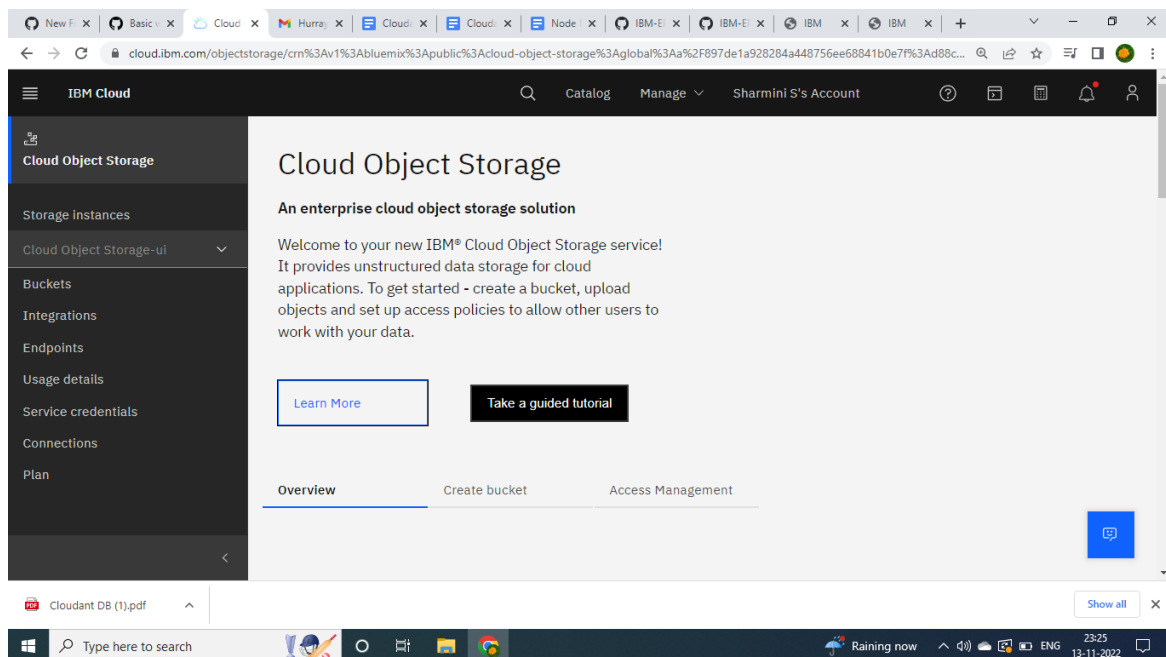 New F
Basic v
Cloud
Hurray
Clouda
Clouda
Node
IBM-E
IBM-E
IBM
IBM
cloud.ibm.com/objectstorage/crn%3Av1%3Abluemix%3Apublic%3Acloud-object-storage%3Aglobal%3Aa%2F897de1a928284a448756ee68841b0e7f%3Ad88c...
IBM Cloud
Catalog
Manage
Sharmini S's Account
Cloud Object Storage
Storage instances
Cloud Object Storage-ui
Buckets
Integrations
Endpoints
Usage details
Service credentials
Connections
Plan
Cloud Object Storage
An enterprise cloud object storage solution
Welcome to your new IBM® Cloud Object Storage service!
It provides unstructured data storage for cloud
applications. To get started - create a bucket, upload
objects and set up access policies to allow other users to
work with your data.
Learn More
Take a guided tutorial
Overview
Create bucket
Access Management
PDF
Cloudant DB (1).pdf
Show all
Type here to search
Raining now
ENG
23:25
13-11-2022